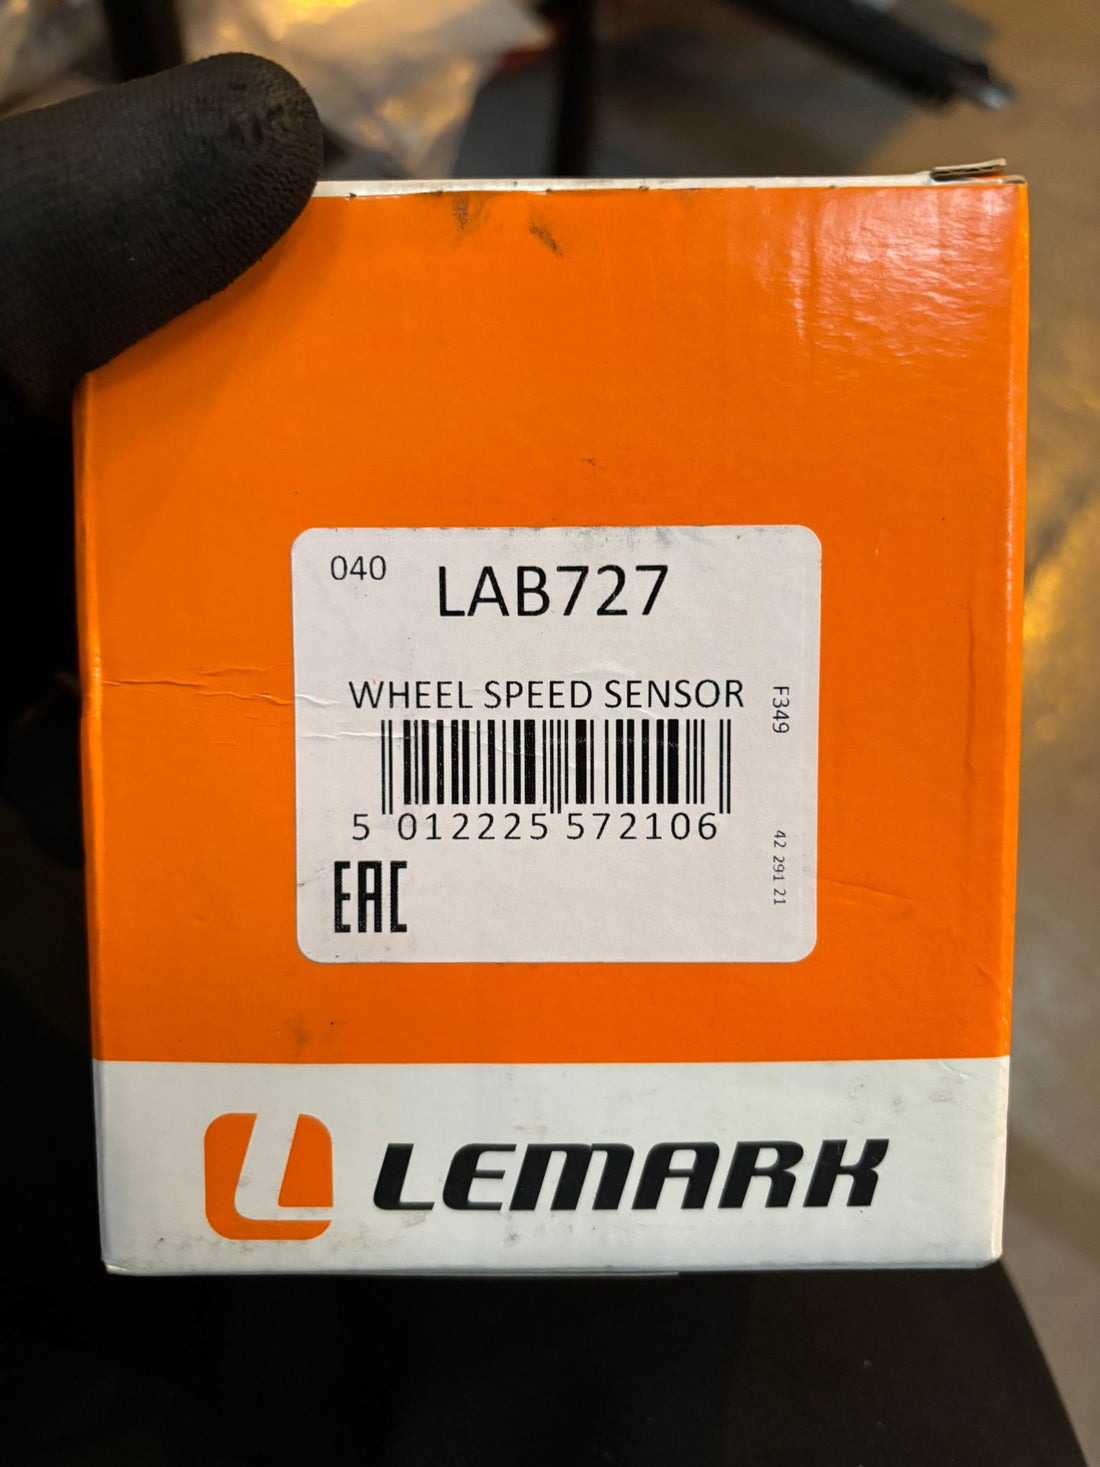 040
LAB727
WHEEL SPEED SENSOR
F349
5 012225 572106
42 291 21
EAC
LEMARK